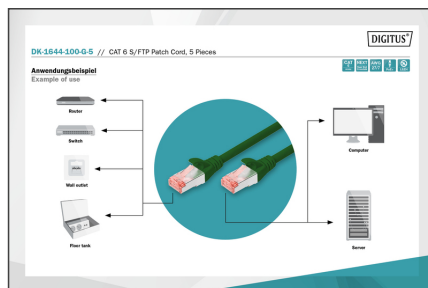 DIGITUS®
DK-1644-100-G-5 // CAT 6 S/FTP Patch Cord, 5 Pieces
Anwendungsbeispiel
Example of use
Router
Switch
Wall outlet
Floor tank
Computer
Server